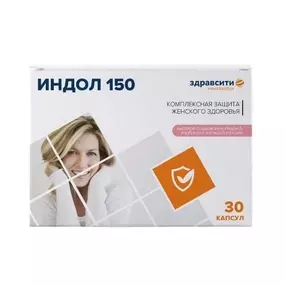 здравсити
ИНДОЛ 150
КОМПЛЕКСНАЯ ЗАЩИТА
ЖЕНСКОГО ЗДОРОВЬЯ
30
КАПСУЛ